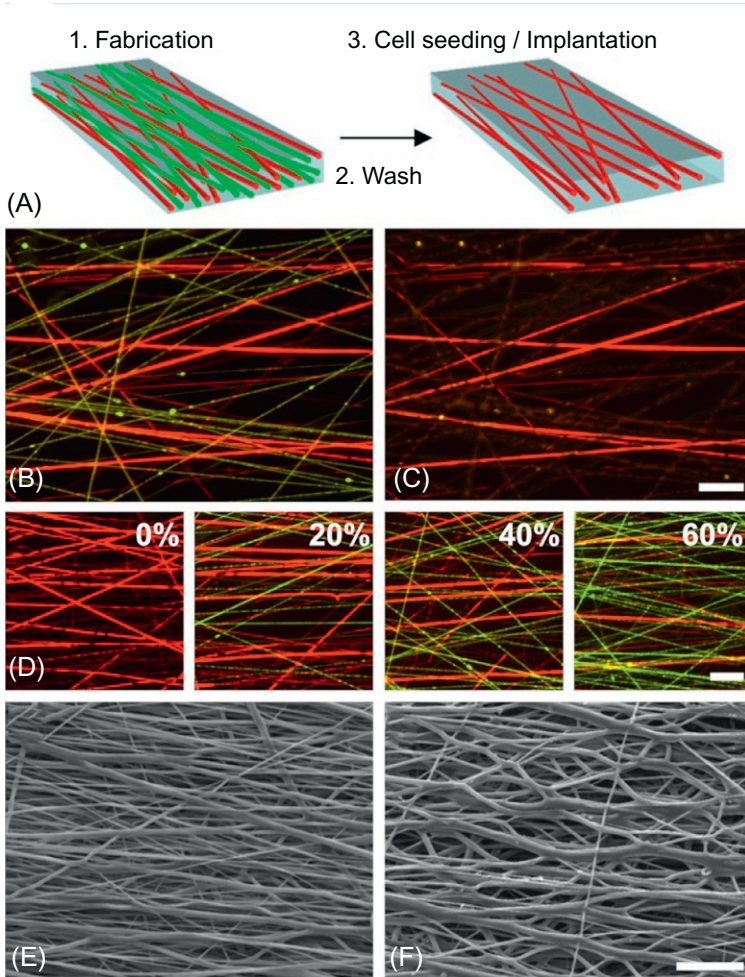 1. Fabrication
3. Cell seeding / Implantation
2. Wash
(A)
(B)
(C)
0%
20%
40%
60%
(D)
(E)
(F)